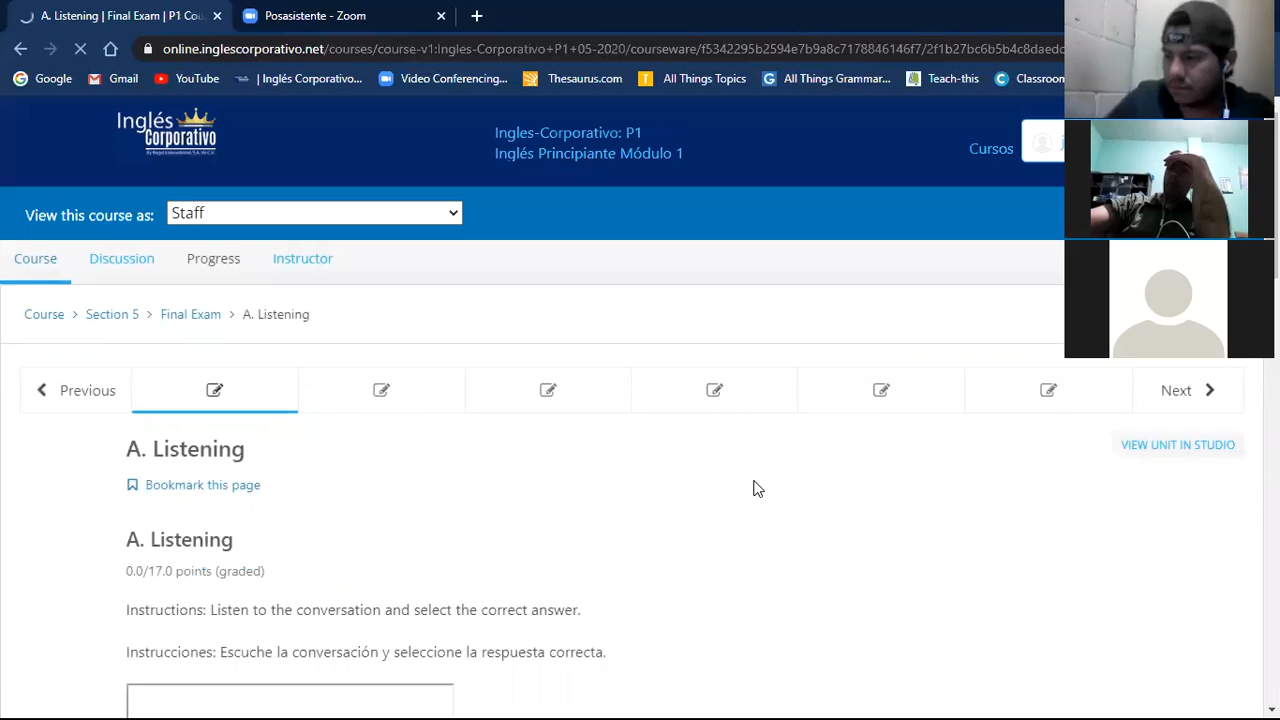 A. Listening | Final Exam | P1 Cou
Posasistente - Zoom
online.inglescorporativo.net/courses/course-v1:Ingles-Corporativo+P1+05-2020/courseware/f5342295b2594e7b9a8c7178846146f7/2f1b27bc6b5b4c8daedc
Google Gmail YouTube | Inglés Corporativo... Video Conferencing... Thesaurus.com All Things Topics All Things Grammar... Teach-this Classroom
Inglés
Corporativo
Ingles-Corporativo: P1
Inglés Principiante Módulo 1
Cursos
View this course as: Staff
Course Discussion Progress Instructor
Course > Section 5 > Final Exam > A. Listening
Previous Next
A. Listening
VIEW UNIT IN STUDIO
Bookmark this page
A. Listening
0.0/17.0 points (graded)
Instructions: Listen to the conversation and select the correct answer.
Instrucciones: Escuche la conversación y seleccione la respuesta correcta.